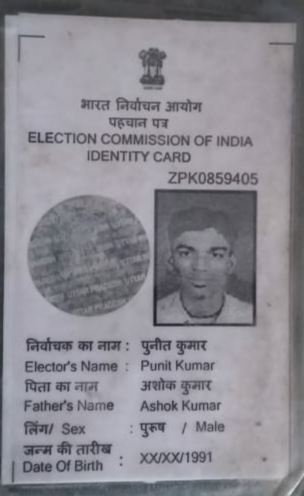 भारत निर्वाचन आयोग
पहचान पत्र
ELECTION COMMISSION OF INDIA
IDENTITY CARD
ZPK0859405
निर्वाचक का नाम : पुनीत कुमार
Elector's Name : Punit Kumar
पिता का नाम अशोक कुमार
Father's Name Ashok Kumar
लिंग/ Sex : पुरूष / Male
जन्म की तारीख
Date Of Birth : XX/XX/1991